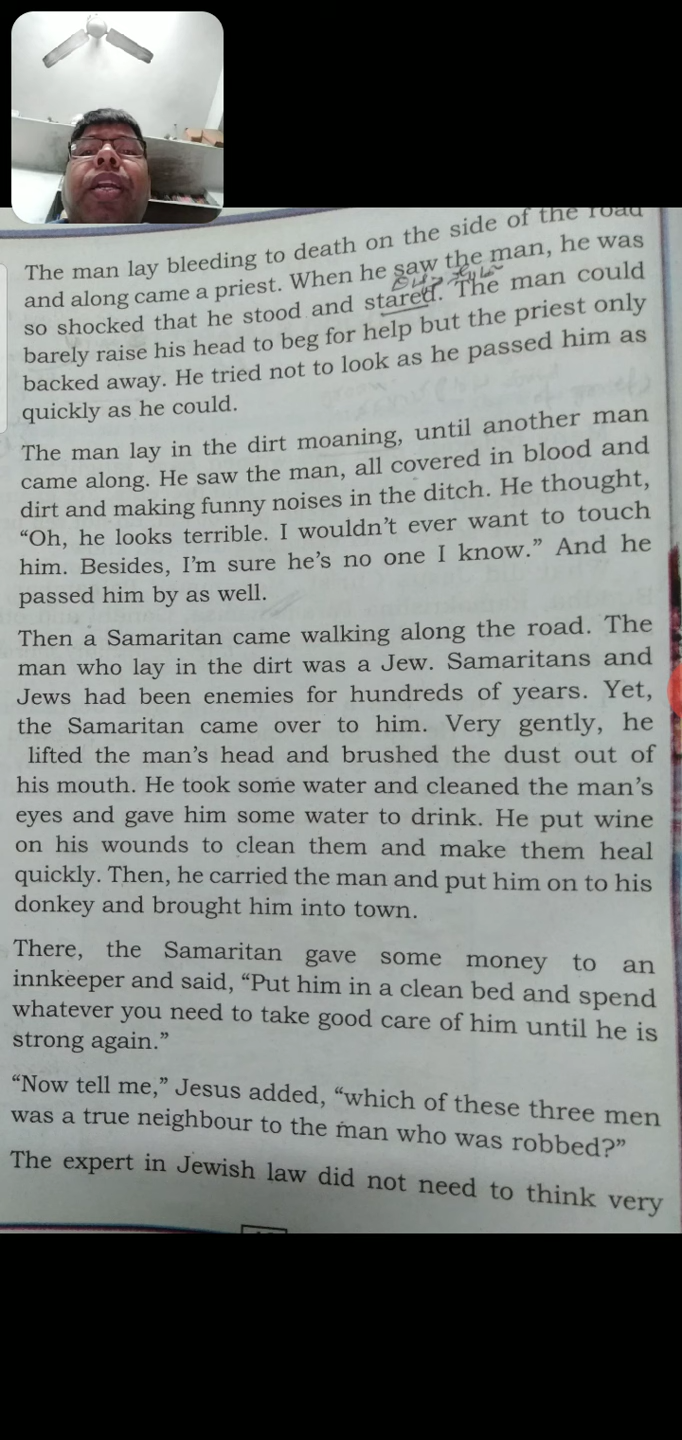 The man lay bleeding to death on the side of the road
and along came a priest. When he saw the man, he was
so shocked that he stood and stared. The man could
barely raise his head to beg for help but the priest only
backed away. He tried not to look as he passed him as
quickly as he could.
The man lay in the dirt moaning, until another man
came along. He saw the man, all covered in blood and
dirt and making funny noises in the ditch. He thought,
“Oh, he looks terrible. I wouldn’t ever want to touch
him. Besides, I’m sure he’s no one I know.” And he
passed him by as well.
Then a Samaritan came walking along the road. The
man who lay in the dirt was a Jew. Samaritans and
Jews had been enemies for hundreds of years. Yet,
the Samaritan came over to him. Very gently, he
lifted the man’s head and brushed the dust out of
his mouth. He took some water and cleaned the man’s
eyes and gave him some water to drink. He put wine
on his wounds to clean them and make them heal
quickly. Then, he carried the man and put him on to his
donkey and brought him into town.
There, the Samaritan gave some money to an
innkeeper and said, “Put him in a clean bed and spend
whatever you need to take good care of him until he is
strong again.”
“Now tell me,” Jesus added, “which of these three men
was a true neighbour to the man who was robbed?”
The expert in Jewish law did not need to think very